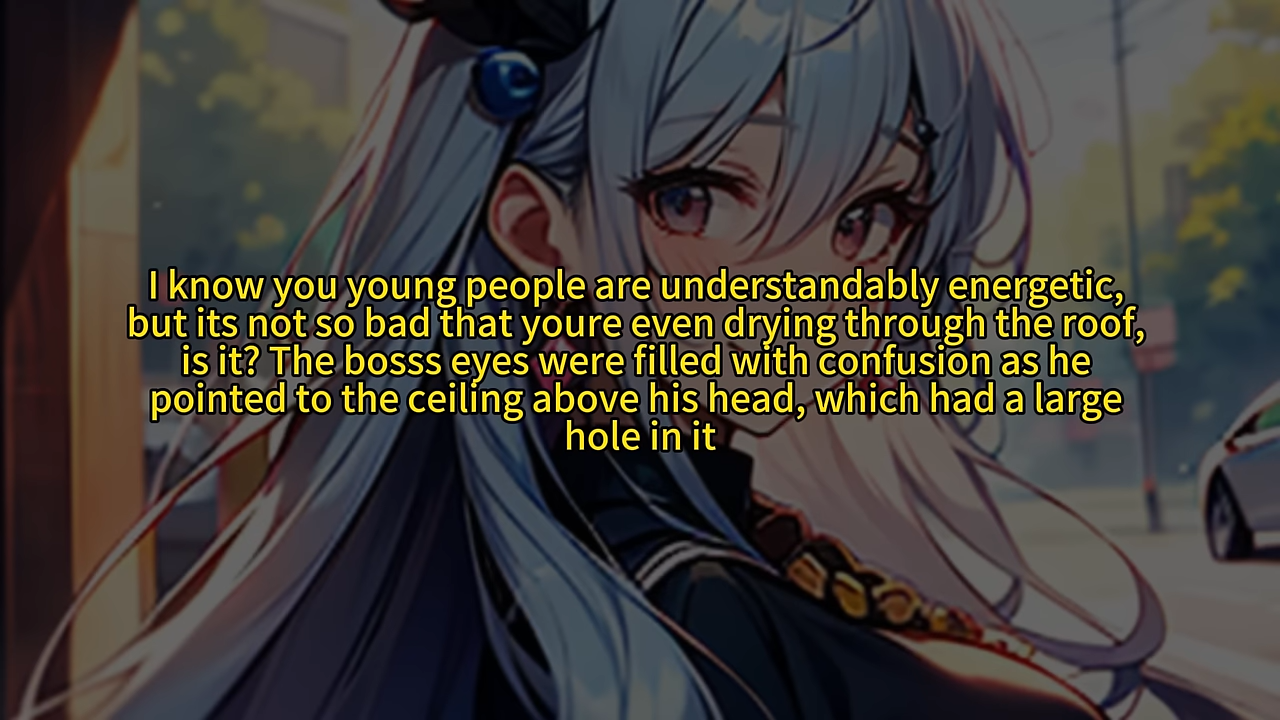 I know you young people are understandably energetic,
but its not so bad that youre even drying through the roof,
is it? The bosss eyes were filled with confusion as he
pointed to the ceiling above his head, which had a large
hole in it